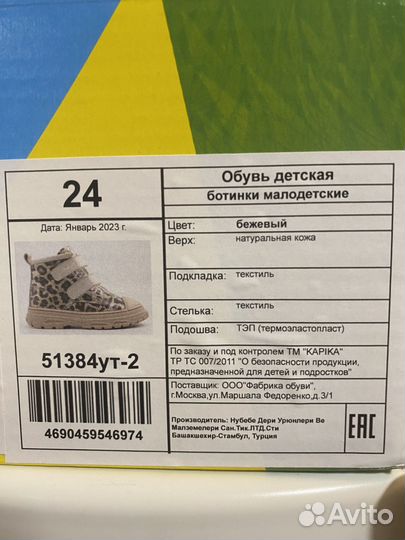 24
Обувь детская
ботинки малодетские
Дата: Январь 2023 г.
Цвет: бежевый
Верх: натуральная кожа
Подкладка: текстиль
Стелька: текстиль
Подошва: ТЭП (термоэластопласт)
51384ут-2
По заказу и под контролем ТМ "KAPIKA"
ТР ТС 007/2011 "О безопасности продукции,
предназначенной для детей и подростков"
Поставщик: ООО"Фабрика обуви",
г.Москва,ул.Маршала Федоренко,д.3/1
4690459546974
Производитель: Нубебе Дери Урюнлери Ве
Малземелери Сан.Тик.ЛТД.Сти
Башакшехир-Стамбул, Турция
EAC
Avito